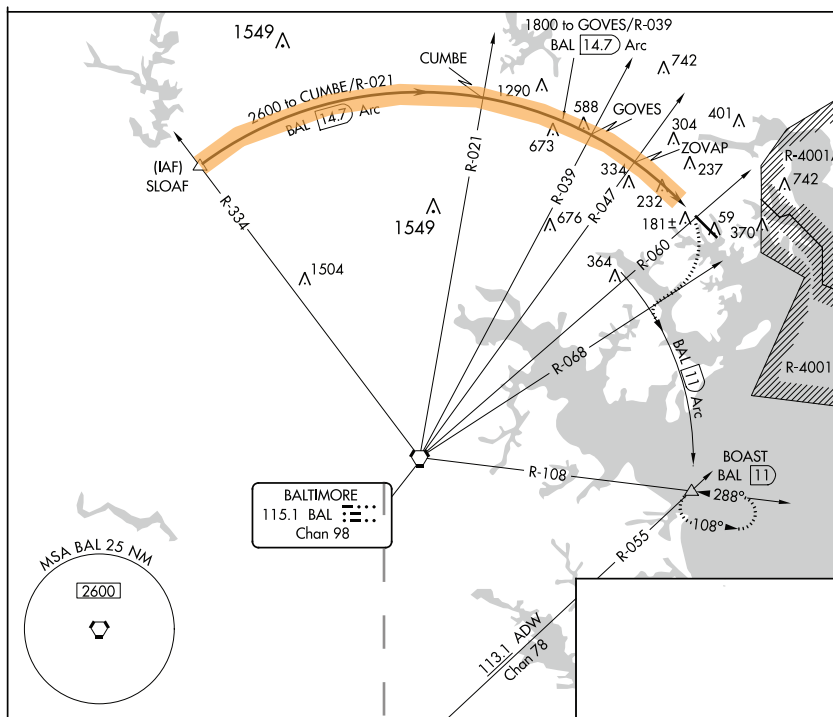 1549
1800 to GOVES/R-039
BAL 14.7 Arc
CUMBE
742
2600 to CUMBE/R-021
BAL 14.7 Arc
1290
588
GOVES
401
673
304
ZOVAP
R-4001A
(IAF)
SLOAF
R-021
R-039
334
237
742
R-334
R-047
232
1549
676
181±
59
370
R-060
1504
364
R-068
BAL 11 Arc
R-4001
BOAST
BAL 11
R-108
288°
108°
BALTIMORE
115.1 BAL
Chan 98
R-055
MSA BAL 25 NM
2600
113.1 ADW
Chan 78